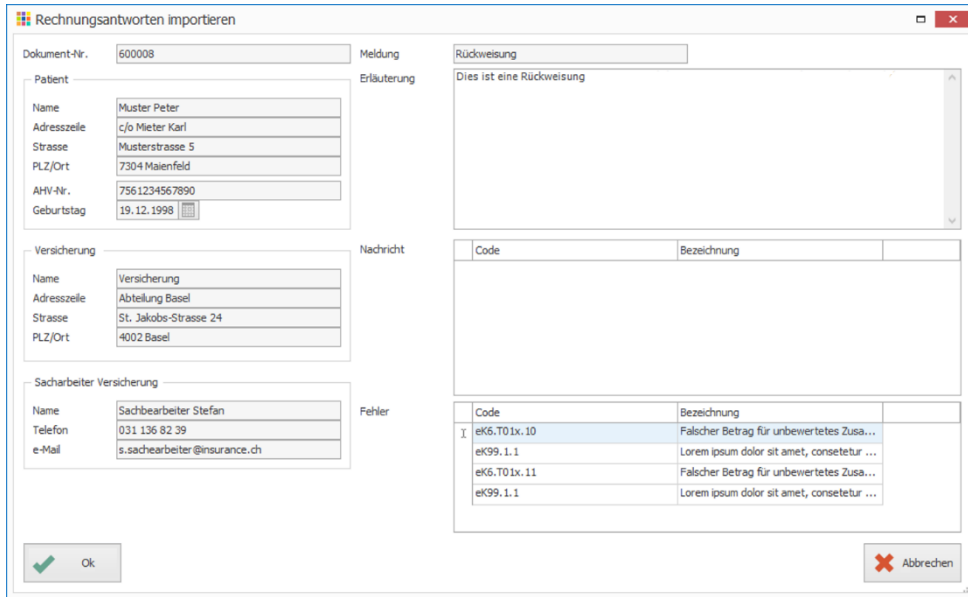 Rechnungsantworten importieren
Dokument-Nr. 600008
Meldung Rückweisung
Patient
Name Muster Peter
Adresszeile c/o Mieter Karl
Strasse Musterstrasse 5
PLZ/Ort 7304 Maienfeld
AHV-Nr. 7561234567890
Geburtstag 19.12.1998
Erläuterung Dies ist eine Rückweisung
Versicherung
Name Versicherung
Adresszeile Abteilung Basel
Strasse St. Jakobs-Strasse 24
PLZ/Ort 4002 Basel
Nachricht Code Bezeichnung
Sacharbeiter Versicherung
Name Sachbearbeiter Stefan
Telefon 031 136 82 39
e-Mail s.sachearbeiter@insurance.ch
Fehler Code Bezeichnung
eK6.T01x.10 Falscher Betrag für unbewertetes Zusa...
eK99.1.1 Lorem ipsum dolor sit amet, consetetur ...
eK6.T01x.11 Falscher Betrag für unbewertetes Zusa...
eK99.1.1 Lorem ipsum dolor sit amet, consetetur ...
Ok
Abbrechen